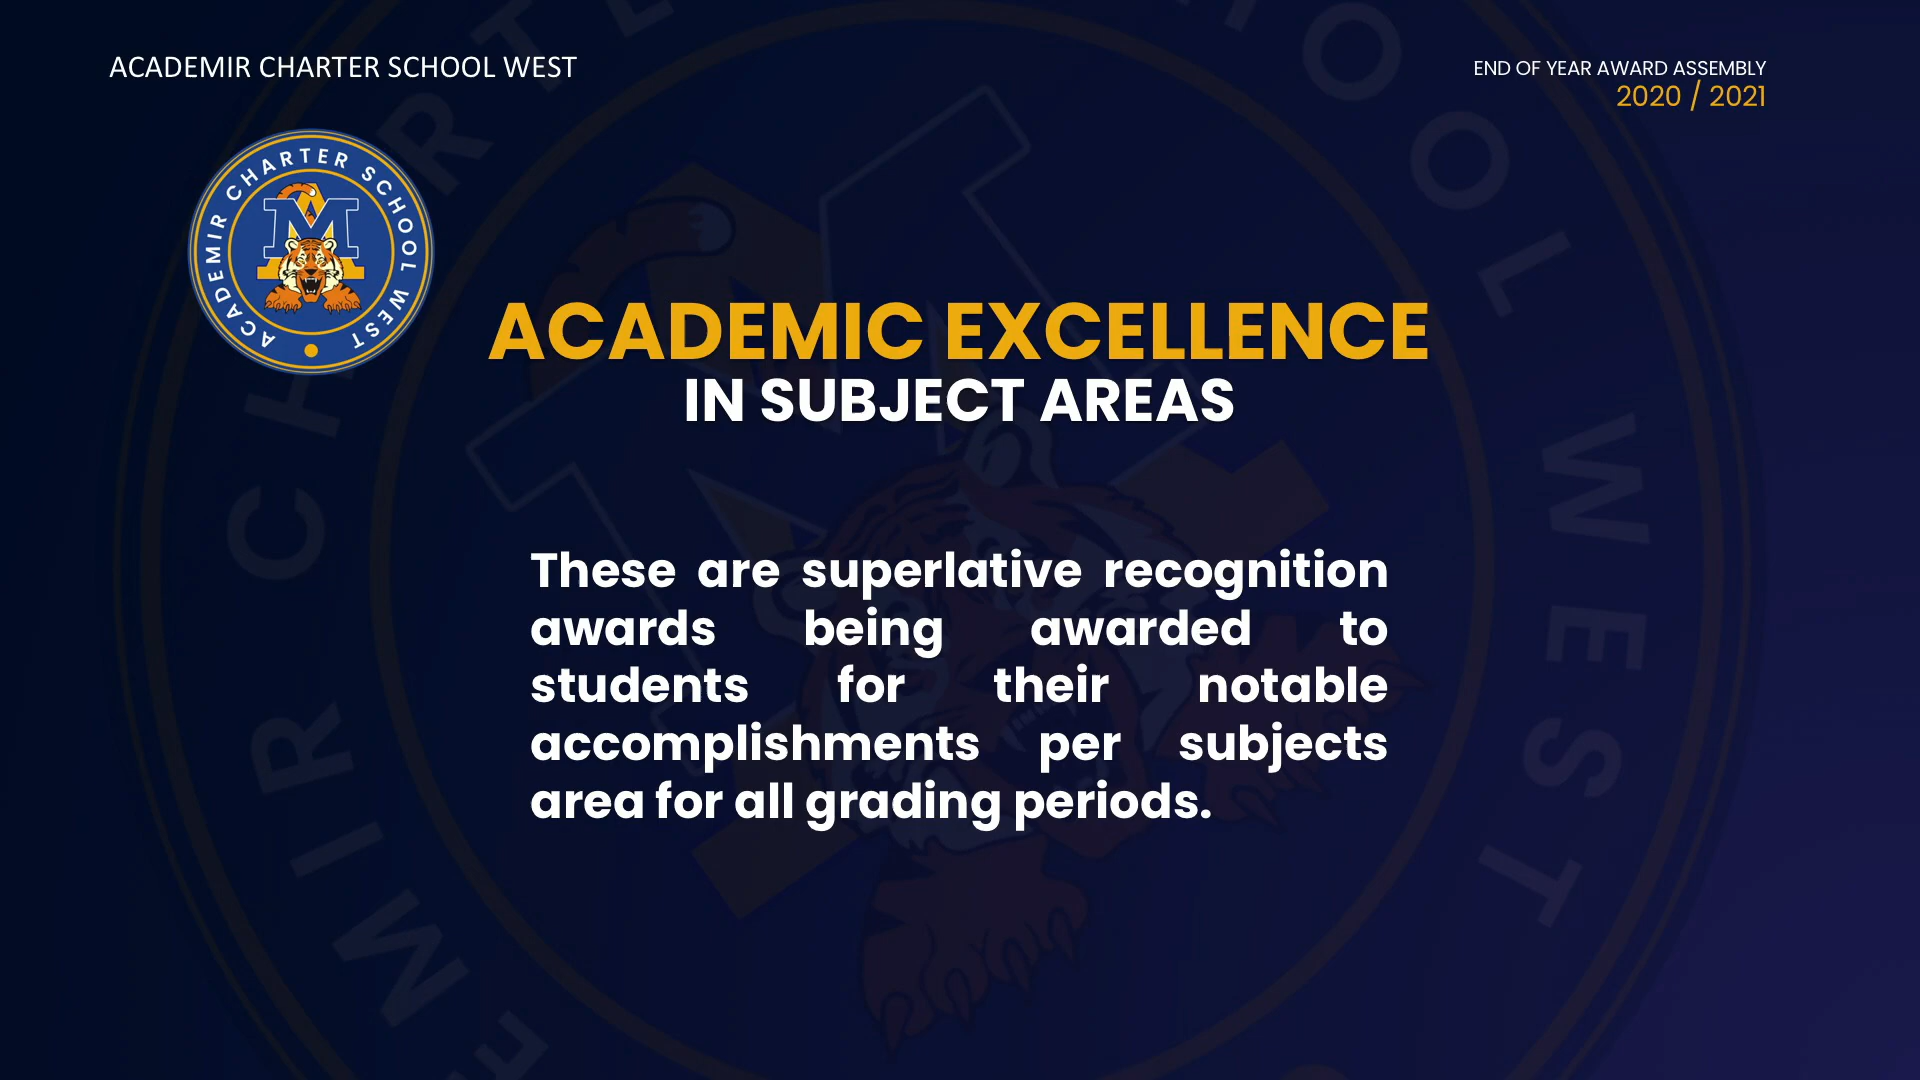 ACADEMIR CHARTER SCHOOL WEST
END OF YEAR AWARD ASSEMBLY
2020 / 2021
ACADEMIR CHARTER SCHOOL WEST
ACADEMIC EXCELLENCE
IN SUBJECT AREAS
These are superlative recognition
awards being awarded to
students for their notable
accomplishments per subjects
area for all grading periods.